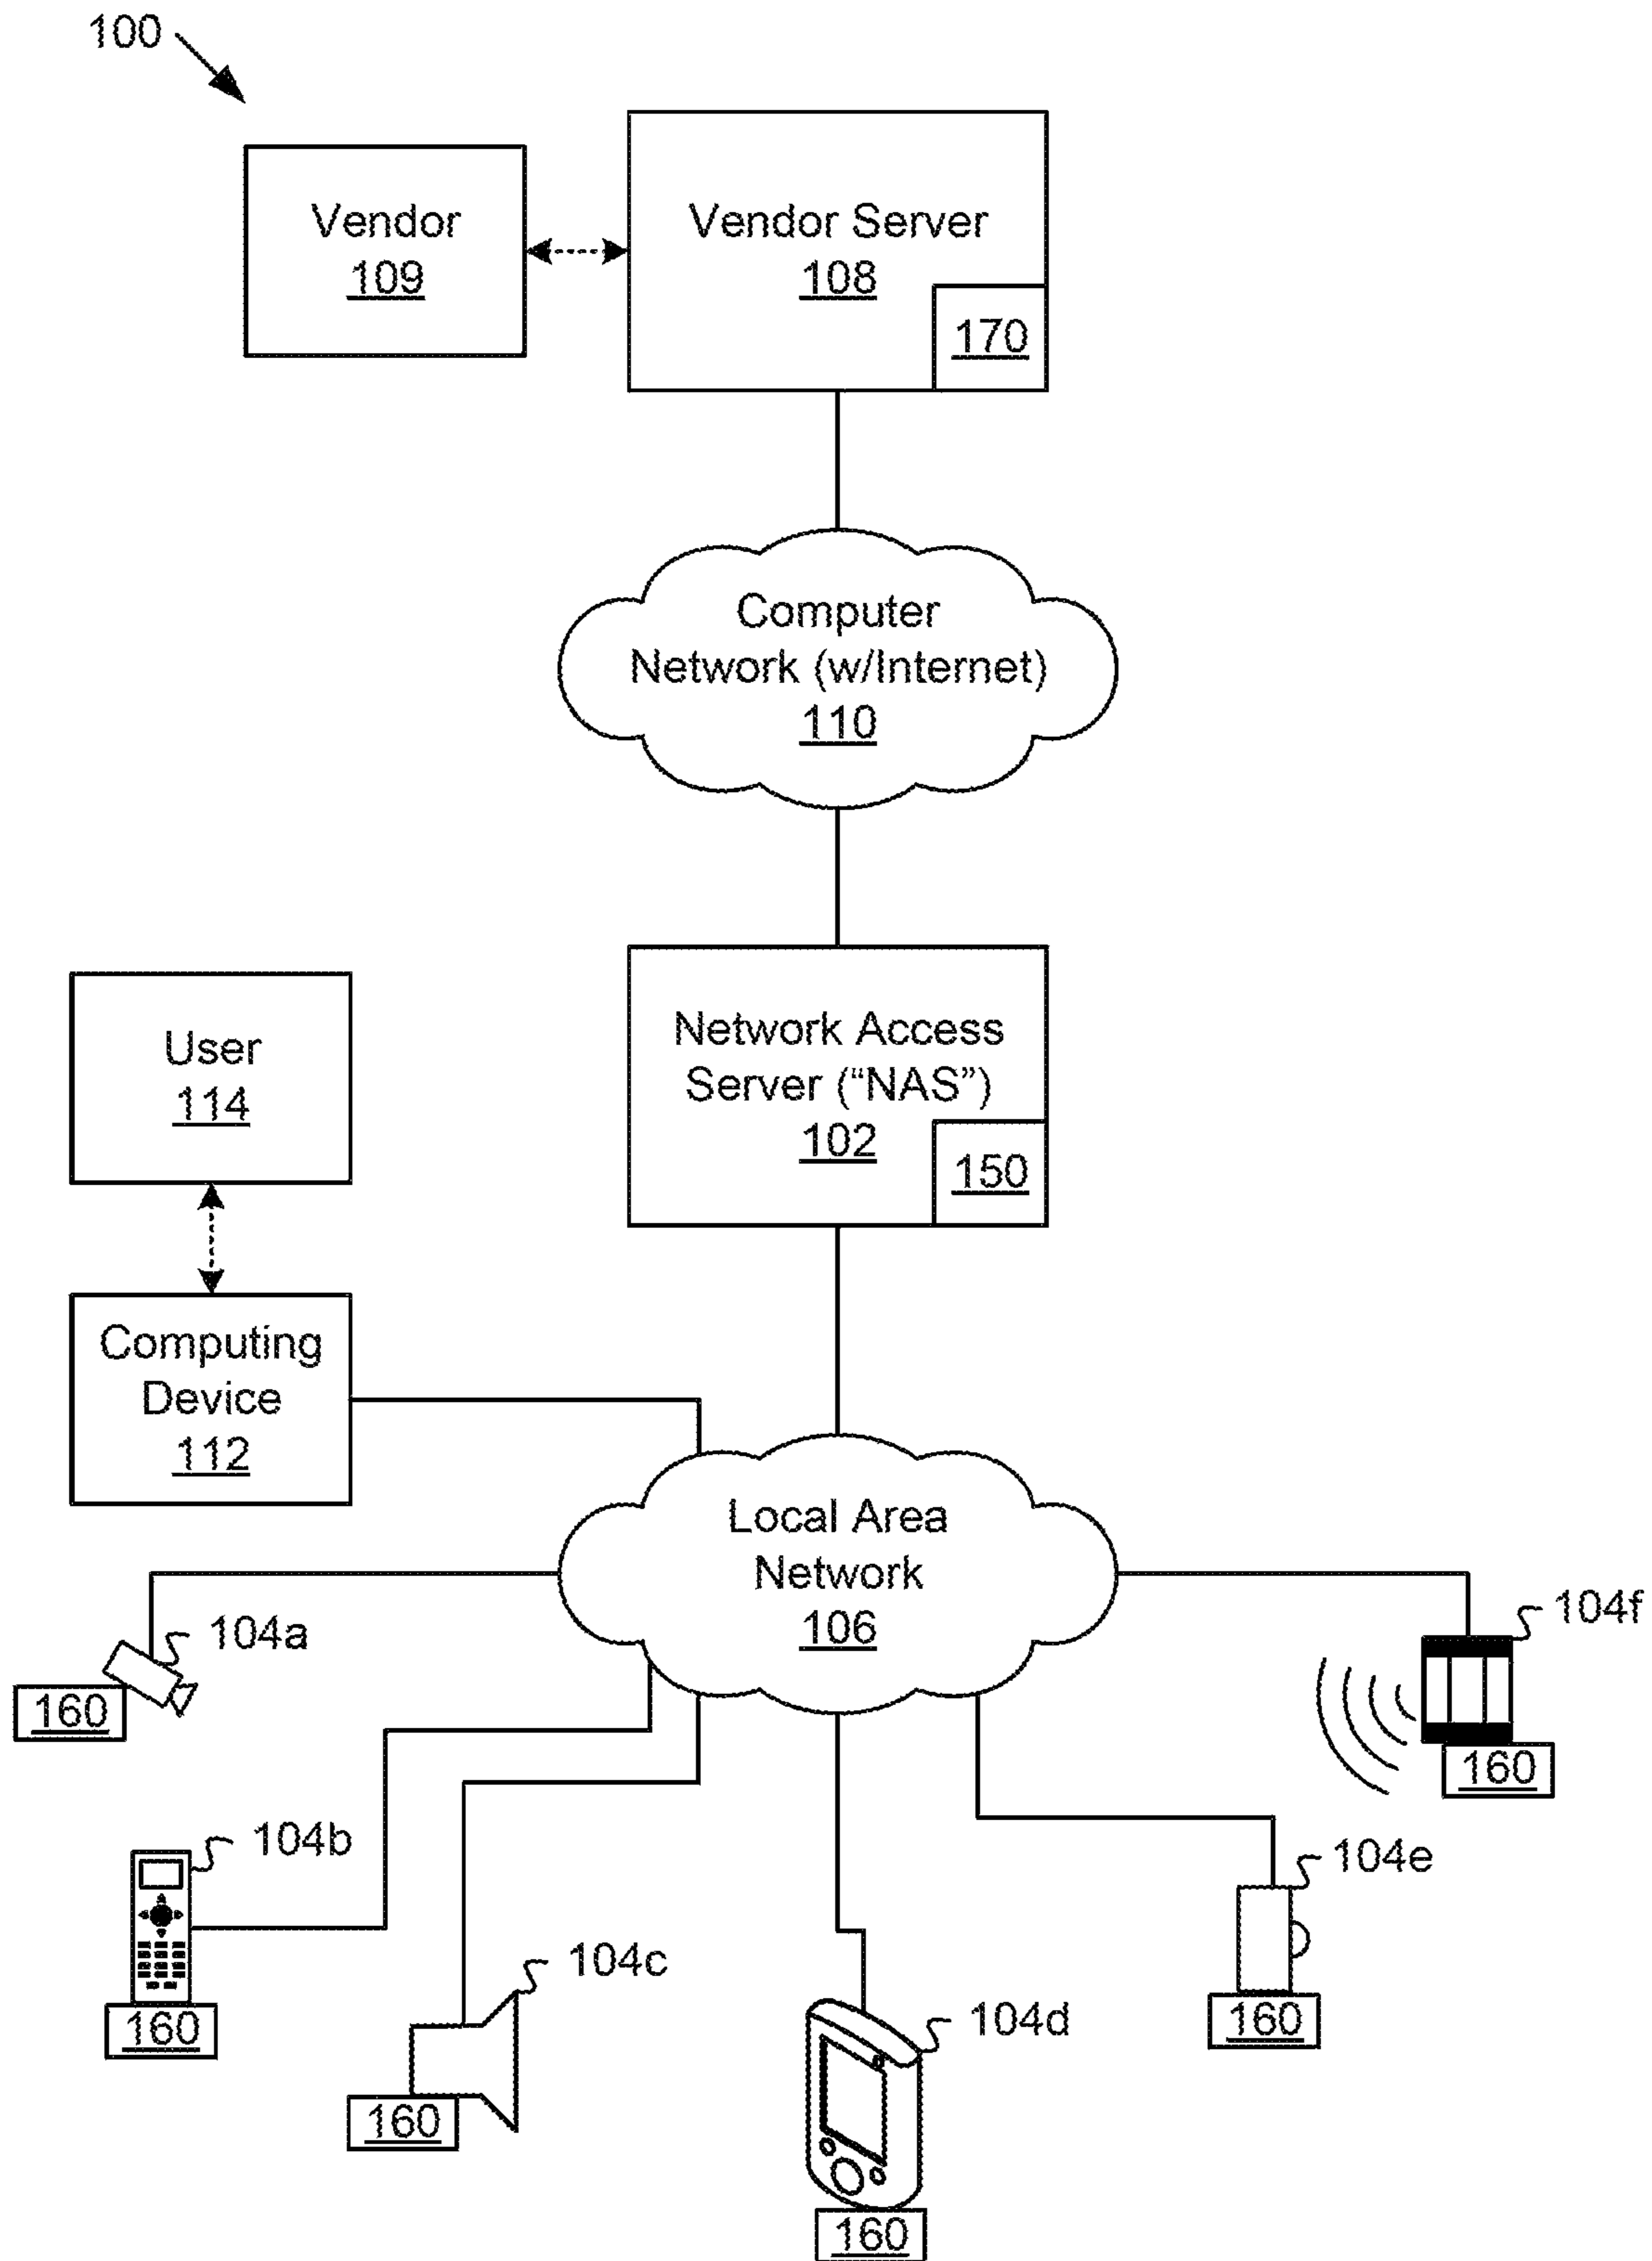 100
Vendor
109
Vendor Server
108
170
Computer
Network (w/Internet)
110
Network Access
Server (“NAS”)
102
150
User
114
Computing
Device
112
Local Area
Network
106
104a
160
104f
160
104b
160
104e
160
104c
160
104d
160